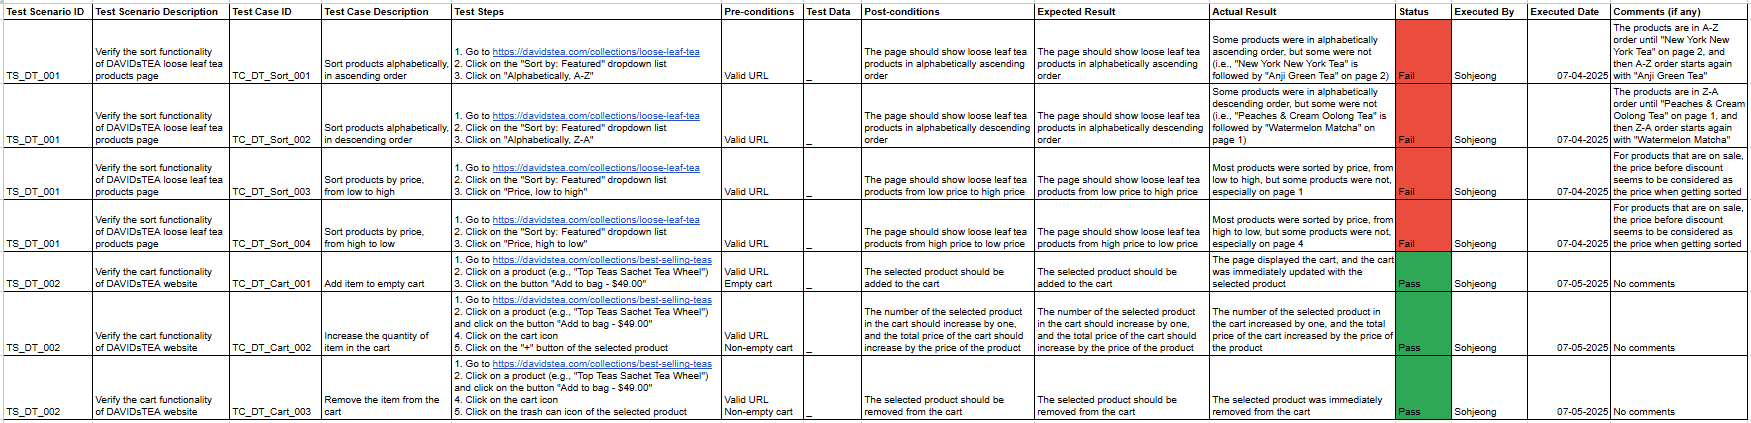 Test Scenario ID Test Scenario Description Test Case ID Test Case Description Test Steps Pre-conditions Test Data Post-conditions Expected Result Actual Result Status Executed By Executed Date Comments (if any)
TS_DT_001
Verify the sort functionality
of DAVIDsTEA loose leaf tea
products page
TC_DT_Sort_001
Sort products alphabetically,
in ascending order
1. Go to https://davidstea.com/collections/loose-leaf-tea
2. Click on the "Sort by: Featured" dropdown list
3. Click on "Alphabetically, A-Z"
Valid URL
_
The page should show loose leaf tea
products in alphabetically ascending
order
The page should show loose leaf tea
products in alphabetically ascending
order
Some products were in alphabetically
ascending order, but some were not
(i.e., "New York New York Tea" is
followed by "Anji Green Tea" on page 2)
Fail
Sohjeong
07-04-2025
The products are in A-Z
order until "New York New
York Tea" on page 2, and
then A-Z order starts again
with "Anji Green Tea"
TS_DT_001
Verify the sort functionality
of DAVIDsTEA loose leaf tea
products page
TC_DT_Sort_002
Sort products alphabetically,
in descending order
1. Go to https://davidstea.com/collections/loose-leaf-tea
2. Click on the "Sort by: Featured" dropdown list
3. Click on "Alphabetically, Z-A"
Valid URL
_
The page should show loose leaf tea
products in alphabetically descending
order
The page should show loose leaf tea
products in alphabetically descending
order
Some products were in alphabetically
descending order, but some were not
(i.e., "Peaches & Cream Oolong Tea" is
followed by "Watermelon Matcha" on
page 1)
Fail
Sohjeong
07-04-2025
The products are in Z-A
order until "Peaches & Cream
Oolong Tea" on page 1, and
then Z-A order starts again
with "Watermelon Matcha"
TS_DT_001
Verify the sort functionality
of DAVIDsTEA loose leaf tea
products page
TC_DT_Sort_003
Sort products by price,
from low to high
1. Go to https://davidstea.com/collections/loose-leaf-tea
2. Click on the "Sort by: Featured" dropdown list
3. Click on "Price, low to high"
Valid URL
_
The page should show loose leaf tea
products from low price to high price
The page should show loose leaf tea
products from low price to high price
Most products were sorted by price, from
low to high, but some products were not,
especially on page 1
Fail
Sohjeong
07-04-2025
For products that are on sale,
the price before discount
seems to be considered as
the price when getting sorted
TS_DT_001
Verify the sort functionality
of DAVIDsTEA loose leaf tea
products page
TC_DT_Sort_004
Sort products by price,
from high to low
1. Go to https://davidstea.com/collections/loose-leaf-tea
2. Click on the "Sort by: Featured" dropdown list
3. Click on "Price, high to low"
Valid URL
_
The page should show loose leaf tea
products from high price to low price
The page should show loose leaf tea
products from high price to low price
Most products were sorted by price, from
high to low, but some products were not,
especially on page 4
Fail
Sohjeong
07-04-2025
For products that are on sale,
the price before discount
seems to be considered as
the price when getting sorted
TS_DT_002
Verify the cart functionality
of DAVIDsTEA website
TC_DT_Cart_001
Add item to empty cart
1. Go to https://davidstea.com/collections/best-selling-teas
2. Click on a product (e.g., "Top Teas Sachet Tea Wheel")
3. Click on the button "Add to bag - $49.00"
Valid URL
Empty cart
_
The selected product should be
added to the cart
The selected product should be
added to the cart
The page displayed the cart, and the cart
was immediately updated with the
selected product
Pass
Sohjeong
07-05-2025
No comments
TS_DT_002
Verify the cart functionality
of DAVIDsTEA website
TC_DT_Cart_002
Increase the quantity of
item in the cart
1. Go to https://davidstea.com/collections/best-selling-teas
2. Click on a product (e.g., "Top Teas Sachet Tea Wheel")
and click on the button "Add to bag - $49.00"
4. Click on the cart icon
5. Click on the "+" button of the selected product
Valid URL
Non-empty cart
_
The number of the selected product
in the cart should increase by one,
and the total price of the cart should
increase by the price of the product
The number of the selected product
in the cart should increase by one,
and the total price of the cart should
increase by the price of the product
The number of the selected product in
the cart increased by one, and the total
price of the cart increased by the price of
the product
Pass
Sohjeong
07-05-2025
No comments
TS_DT_002
Verify the cart functionality
of DAVIDsTEA website
TC_DT_Cart_003
Remove the item from the
cart
1. Go to https://davidstea.com/collections/best-selling-teas
2. Click on a product (e.g., "Top Teas Sachet Tea Wheel")
and click on the button "Add to bag - $49.00"
4. Click on the cart icon
5. Click on the trash can icon of the selected product
Valid URL
Non-empty cart
_
The selected product should be
removed from the cart
The selected product should be
removed from the cart
The selected product was immediately
removed from the cart
Pass
Sohjeong
07-05-2025
No comments